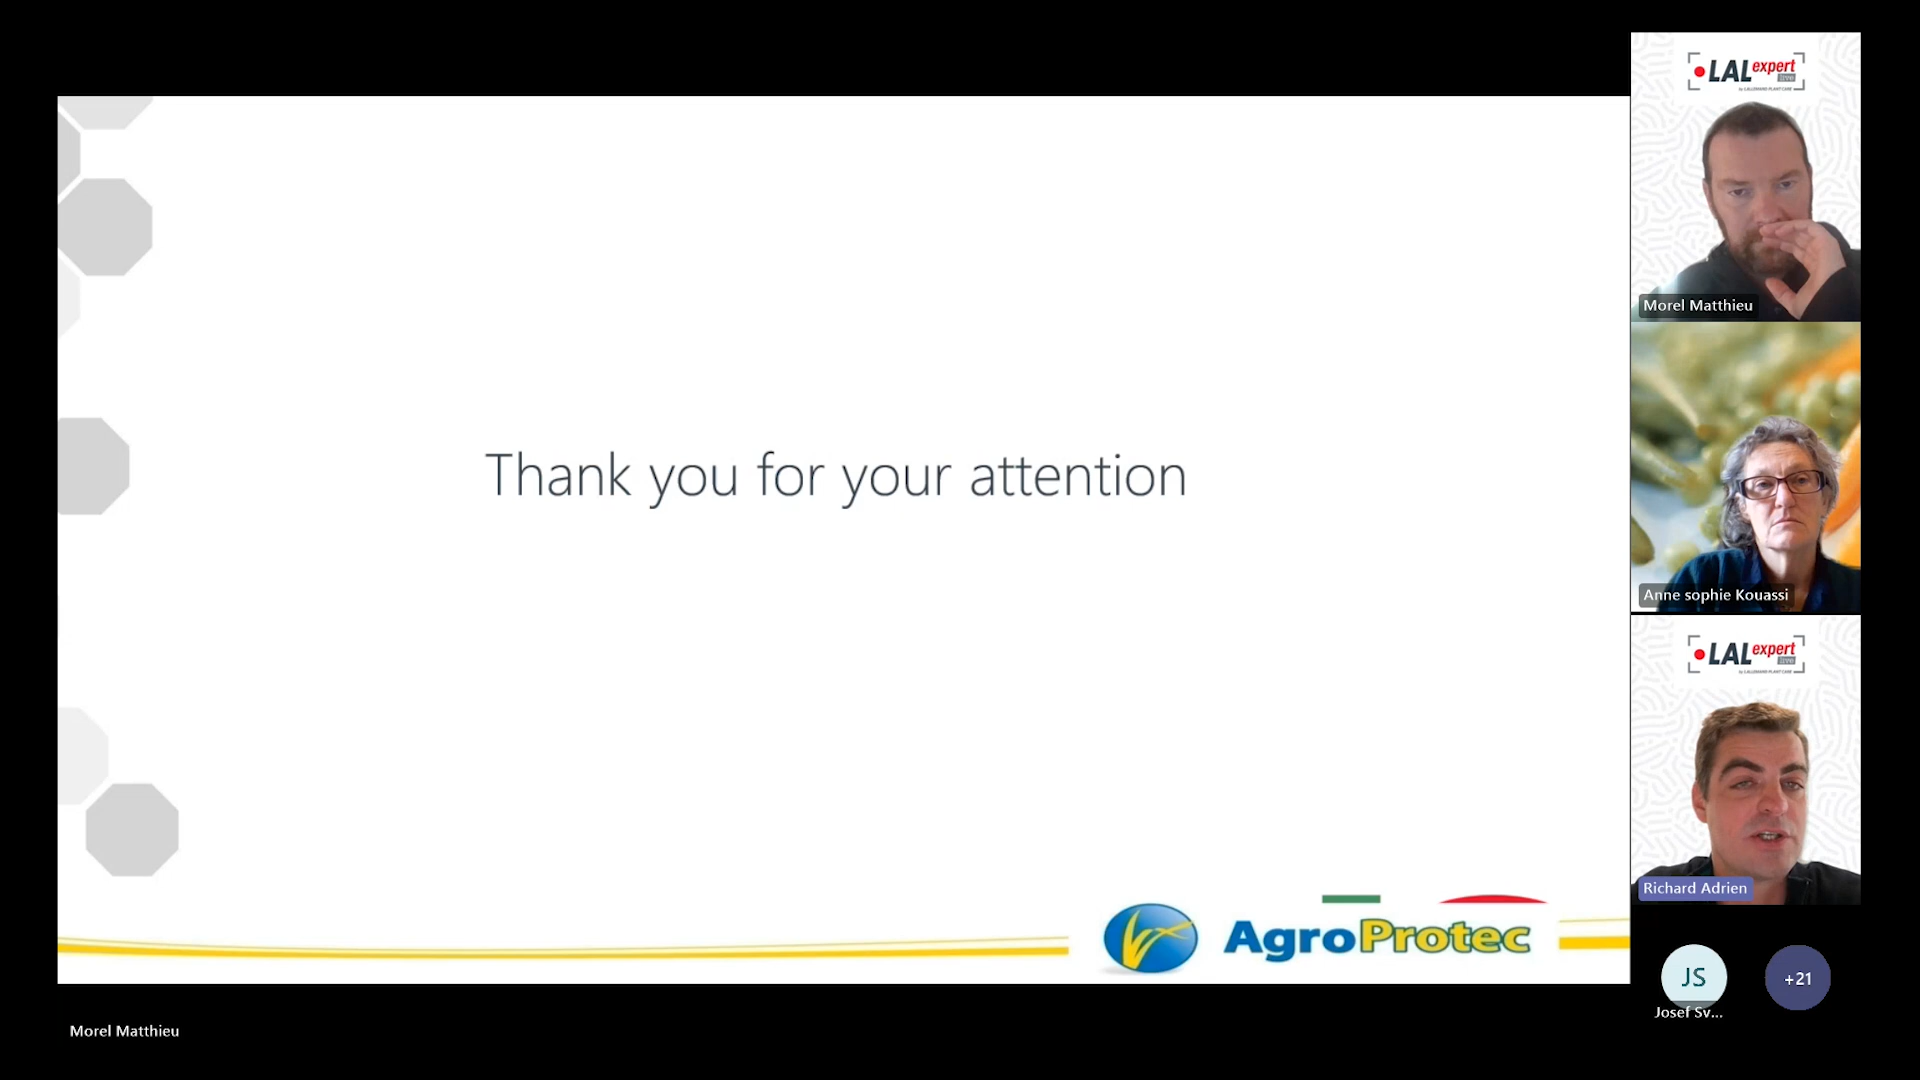 Thank you for your attention
AgroProtec
Morel Matthieu
LAL expert
Morel Matthieu
Anne sophie Kouassi
LAL expert
Richard Adrien
JS
Josef Sv...
+21